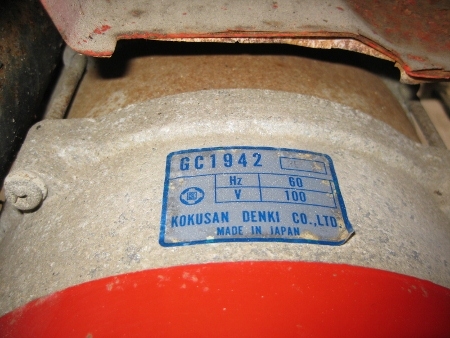 GC1942
Hz 60
V 100
KOKUSAN DENKI CO.,LTD
MADE IN JAPAN